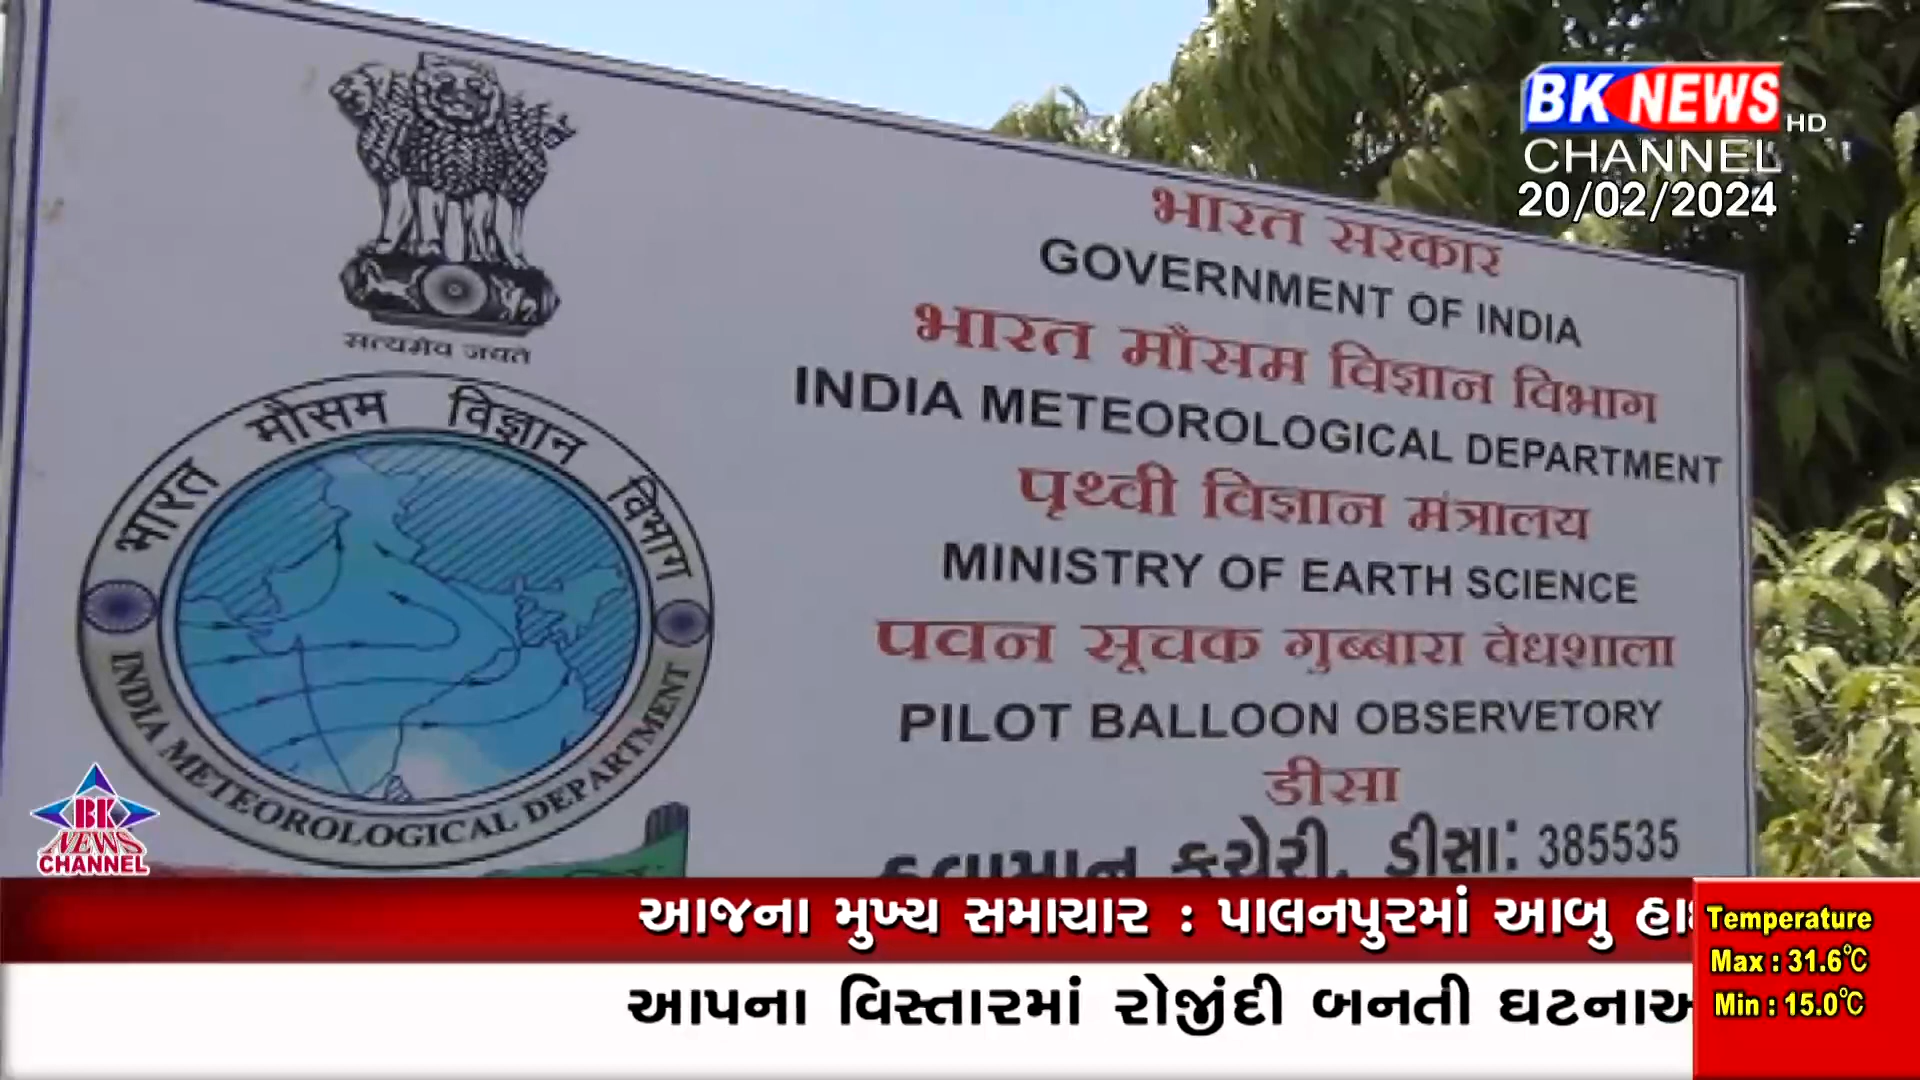 BK NEWS HD
CHANNEL
20/02/2024
सत्यमेव जयते
भारत मौसम विज्ञान विभाग
INDIA METEOROLOGICAL DEPARTMENT
भारत सरकार
GOVERNMENT OF INDIA
भारत मौसम विज्ञान विभाग
INDIA METEOROLOGICAL DEPARTMENT
पृथ्वी विज्ञान मंत्रालय
MINISTRY OF EARTH SCIENCE
पवन सूचक गुब्बारा वेधशाला
PILOT BALLOON OBSERVETORY
डीसा
હવામાન કચેરી, ડીસા: 385535
BK
NEWS
CHANNEL
આજના મુખ્ય સમાચાર : પાલનપુરમાં આબુ
આપના વિસ્તારમાં રોજીંદી બનતી
Temperature
Max : 31.6℃
Min : 15.0℃